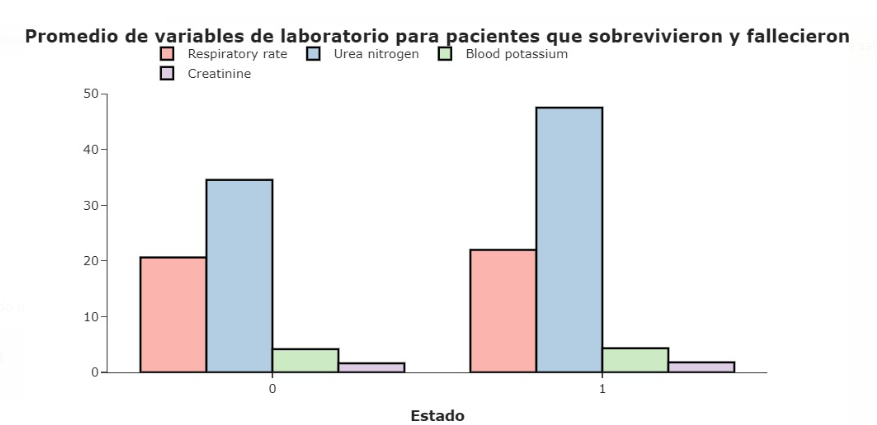 Promedio de variables de laboratorio para pacientes que sobrevivieron y fallecieron
Respiratory rate Urea nitrogen Blood potassium
Creatinine
50
40
30
20
10
0
0 1
Estado